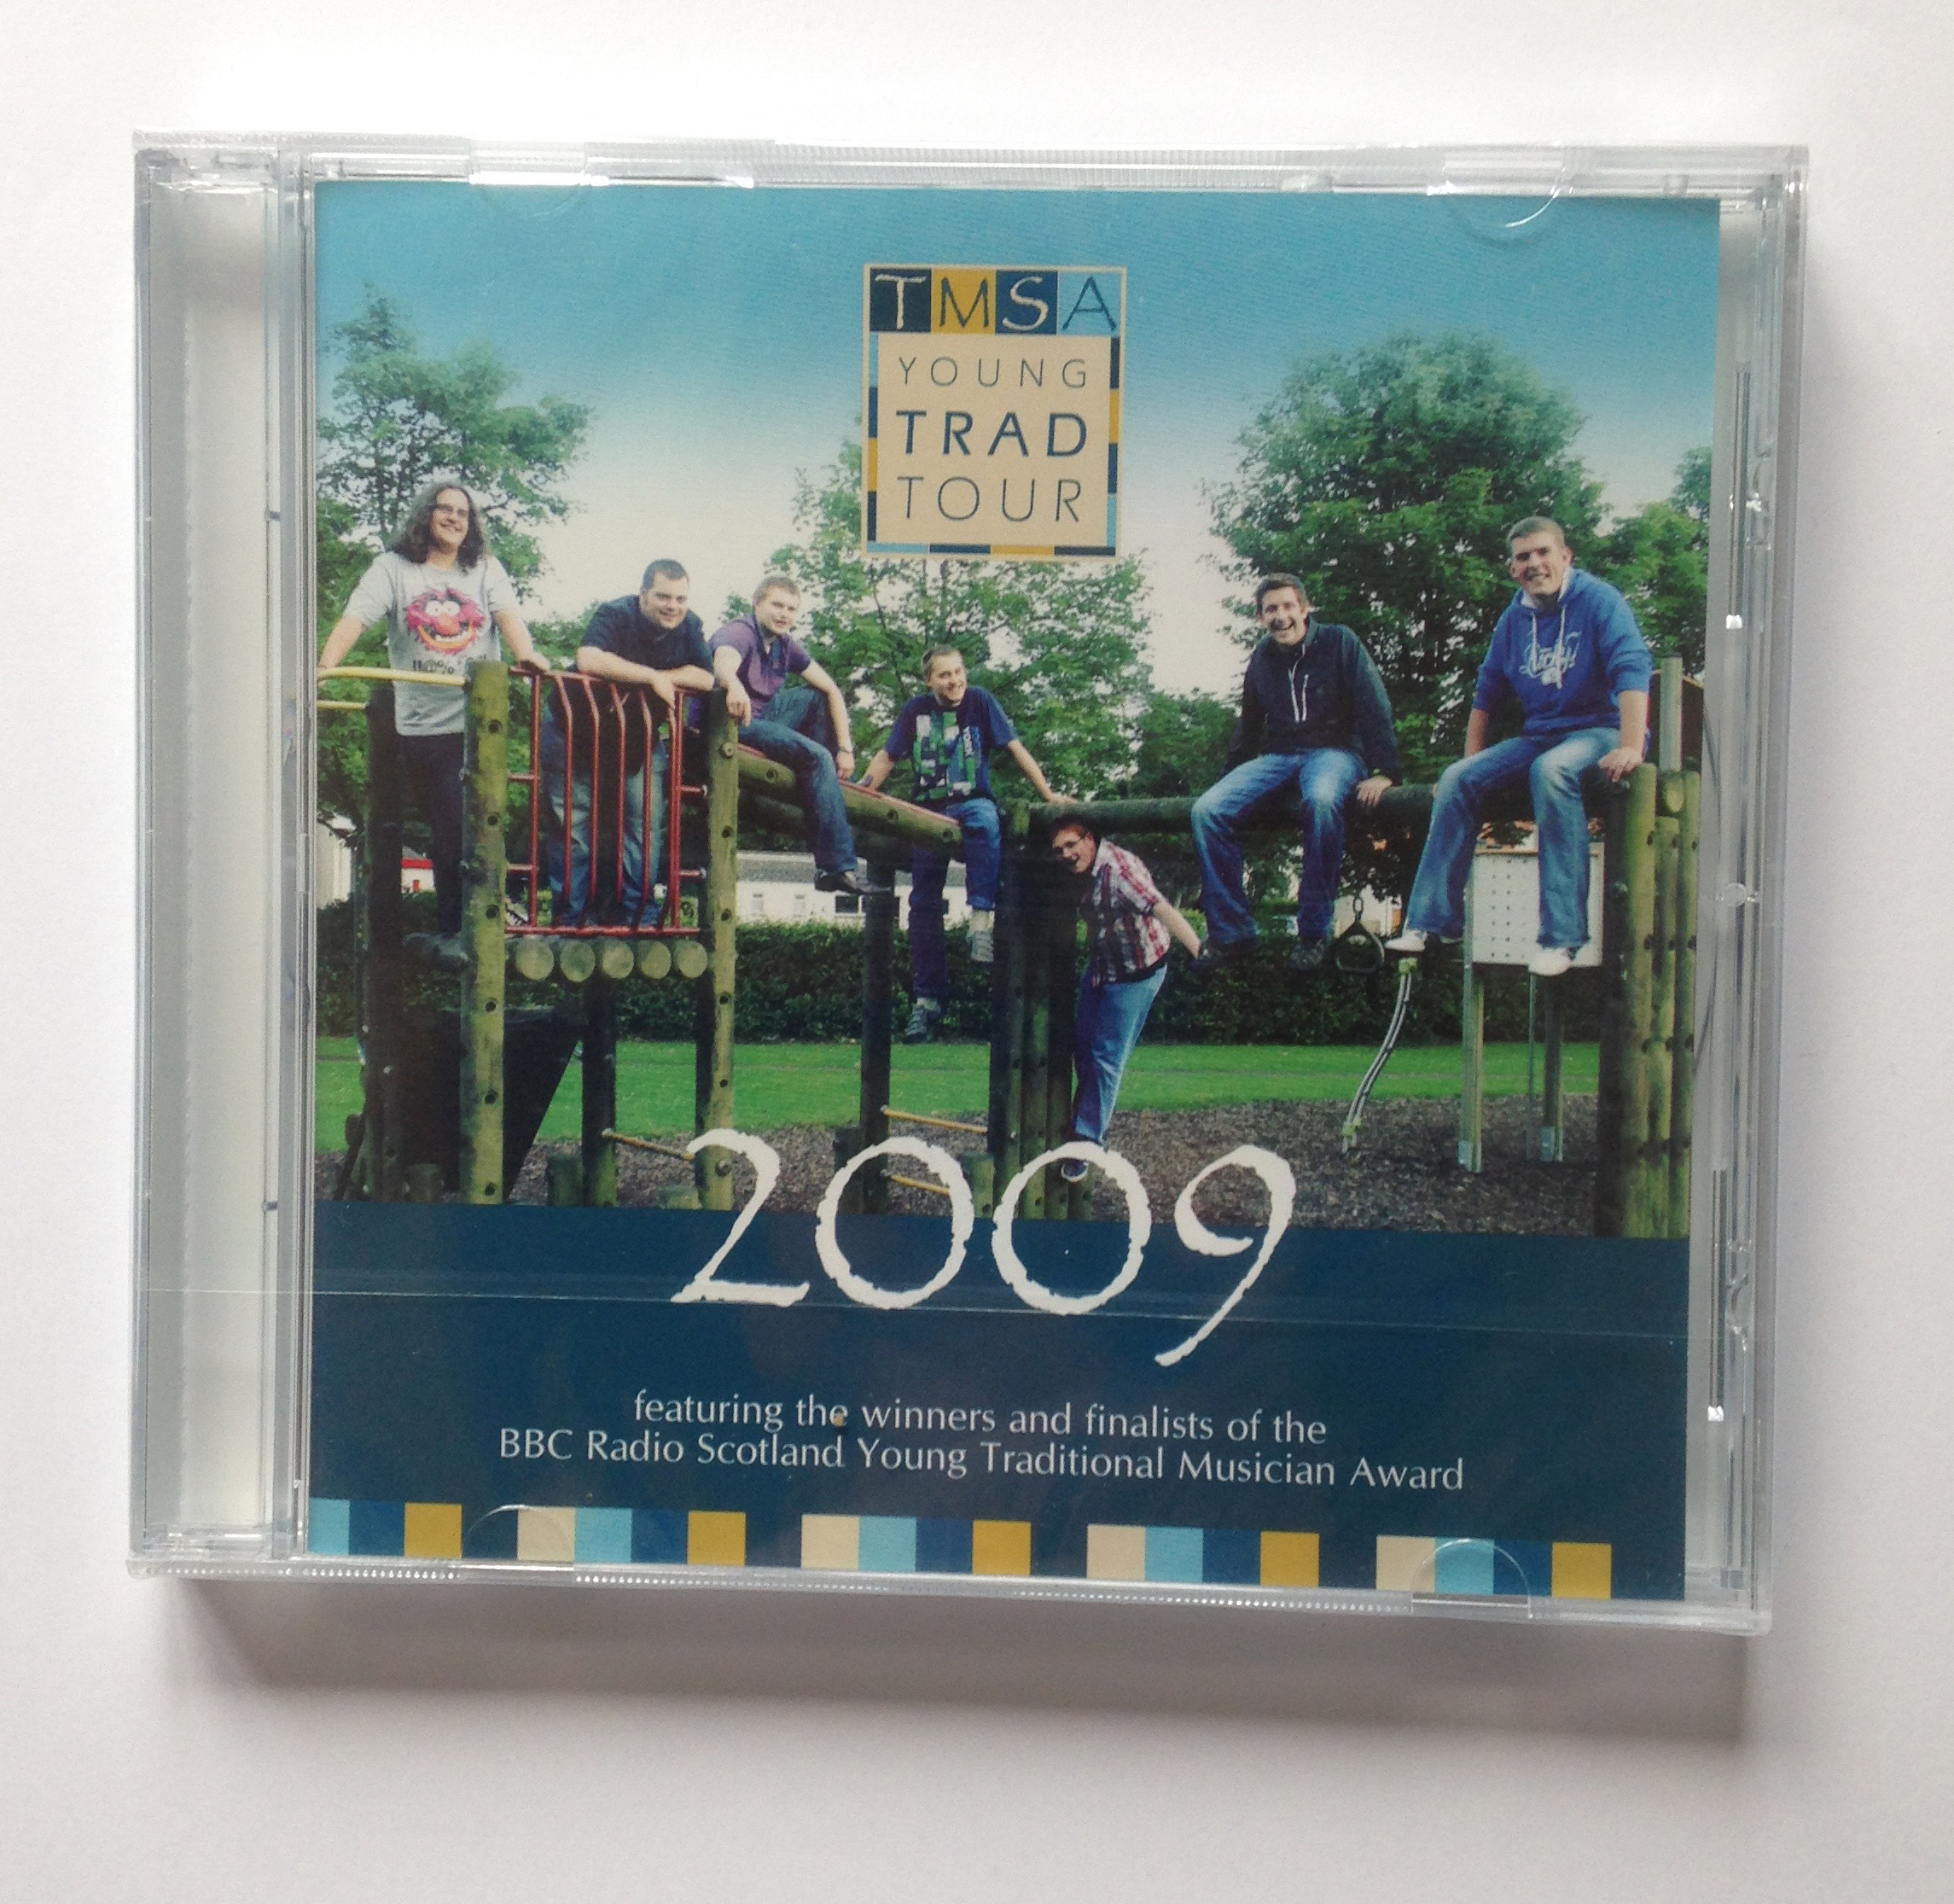 TMSA
YOUNG
TRAD
TOUR
Lucky
2009
featuring the winners and finalists of the
BBC Radio Scotland Young Traditional Musician Award